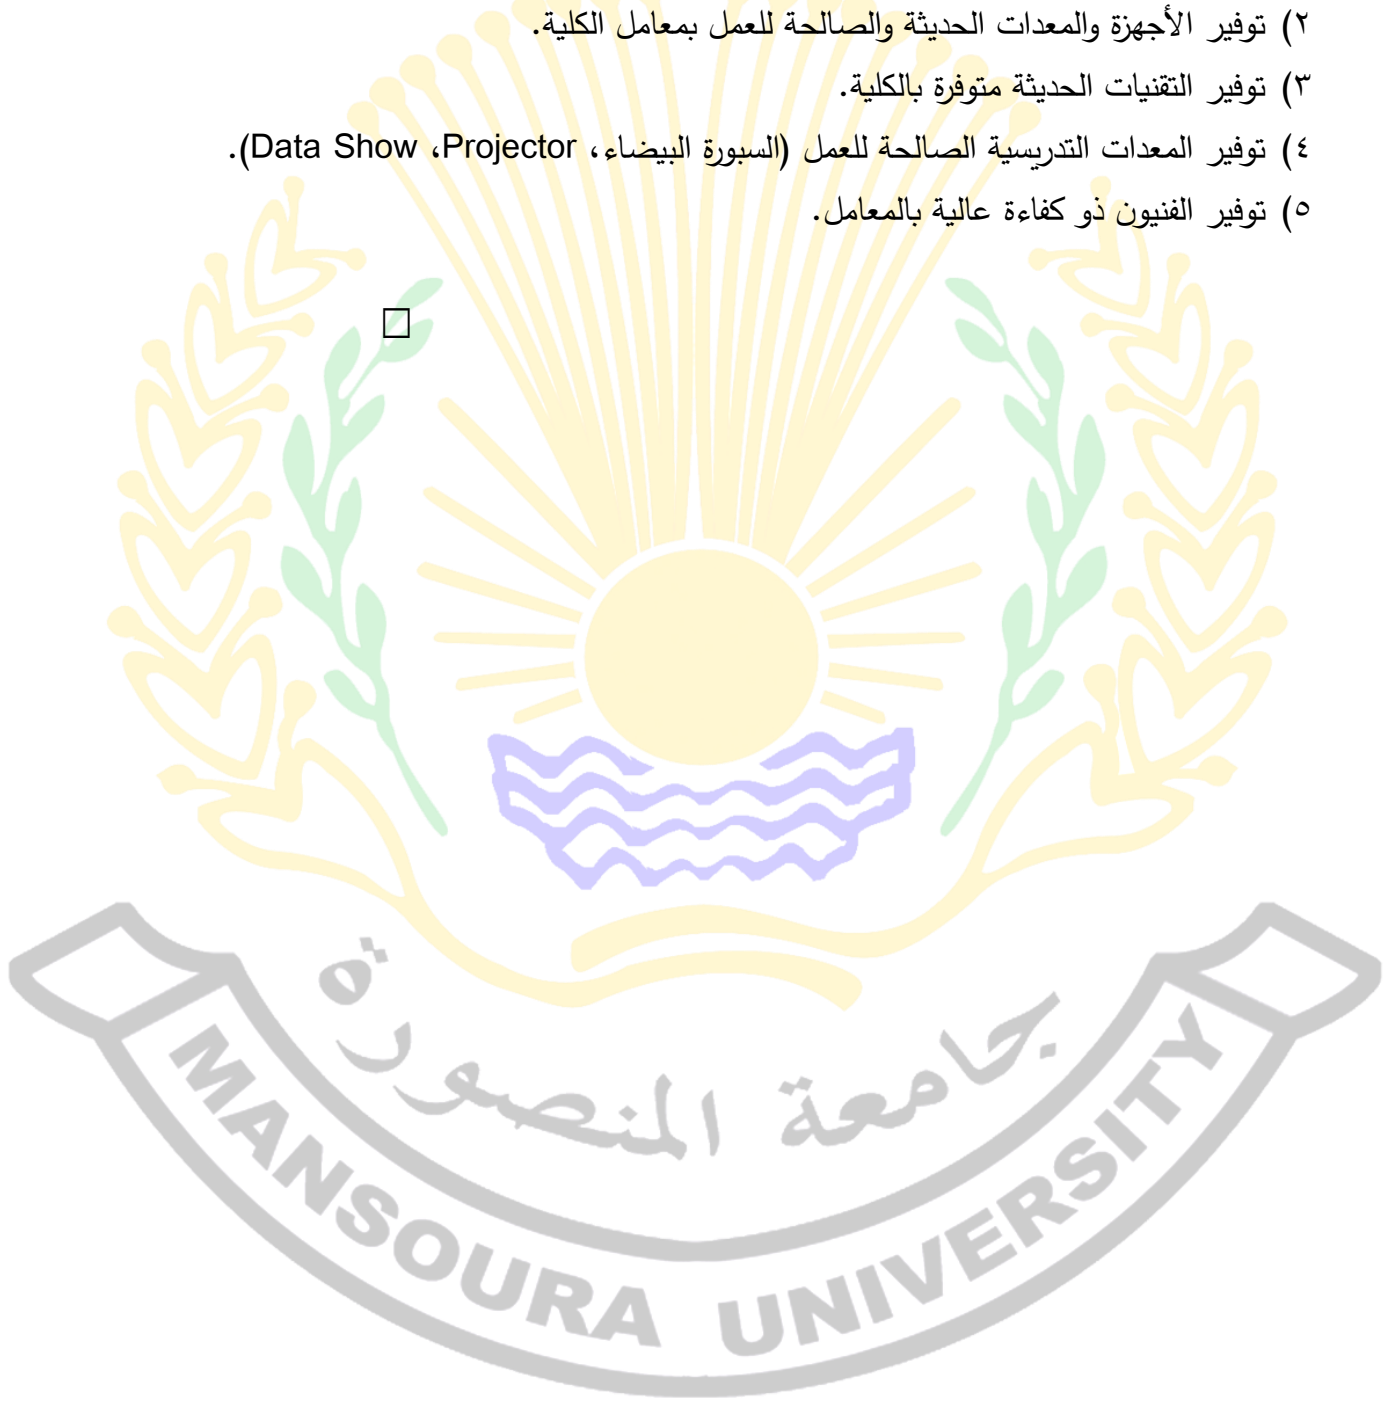 ٢) توفير الأجهزة والمعدات الحديثة والصالحة للعمل بمعامل الكلية.
٣) توفير التقنيات الحديثة متوفرة بالكلية.
٤) توفير المعدات التدريسية الصالحة للعمل (السبورة البيضاء، Data Show ،Projector).
٥) توفير الفنيون ذو كفاءة عالية بالمعامل.
جامعة المنصورة
MANSOURA UNIVERSITY